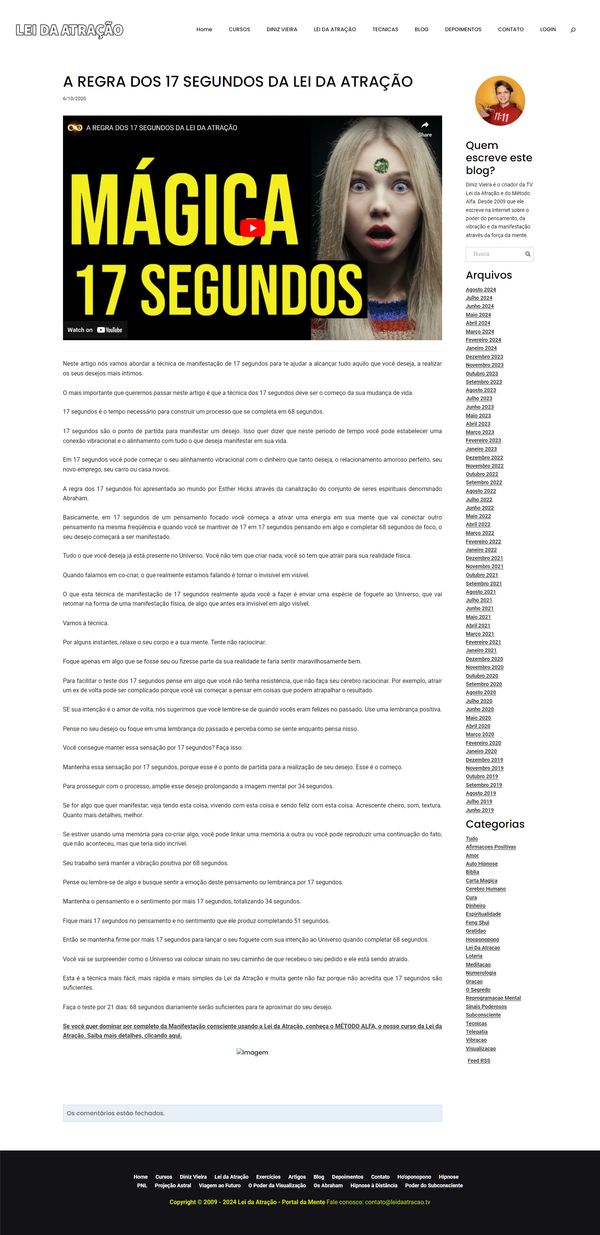 LEI DA ATRAÇÃO
Home
CURSOS
DINIZ VIEIRA
LEI DA ATRAÇÃO
TECNICAS
BLOG
DEPOIMENTOS
CONTATO
LOGIN
A REGRA DOS 17 SEGUNDOS DA LEI DA ATRAÇÃO
6/10/2020
A REGRA DOS 17 SEGUNDOS DA LEI DA ATRAÇÃO
Share
MÁGICA
17 SEGUNDOS
Watch on YouTube
Neste artigo nós vamos abordar a técnica de manifestação de 17 segundos para te ajudar a alcançar tudo aquilo que você deseja, a realizar
os seus desejos mais íntimos.
O mais importante que queremos passar neste artigo é que a técnica dos 17 segundos deve ser o começo da sua mudança de vida.
17 segundos é o tempo necessário para construir um processo que se completa em 68 segundos.
17 segundos são o ponto de partida para manifestar um desejo. Isso quer dizer que neste período de tempo você pode estabelecer uma
conexão vibracional e o alinhamento com tudo o que deseja manifestar em sua vida.
Em 17 segundos você pode começar o seu alinhamento vibracional com o dinheiro que tanto deseja, o relacionamento amoroso perfeito, seu
novo emprego, seu carro ou casa novos.
A regra dos 17 segundos foi apresentada ao mundo por Esther Hicks através da canalização do conjunto de seres espirituais denominado
Abraham.
Basicamente, em 17 segundos de um pensamento focado você começa a ativar uma energia em sua mente que vai conectar outro
pensamento na mesma freqüência e quando você se mantiver de 17 em 17 segundos pensando em algo e completar 68 segundos de foco, o
seu desejo começará a ser manifestado.
Tudo o que você deseja já está presente no Universo. Você não tem que criar nada, você só tem que atrair para sua realidade física.
Quando falamos em co-criar, o que realmente estamos falando é tornar o invisível em visível.
O que esta técnica de manifestação de 17 segundos realmente ajuda você a fazer é enviar uma espécie de foguete ao Universo, que vai
retornar na forma de uma manifestação física, de algo que antes era invisível em algo visível.
Vamos à técnica.
Por alguns instantes, relaxe o seu corpo e a sua mente. Tente não raciocinar.
Foque apenas em algo que se fosse seu ou fizesse parte da sua realidade te faria sentir maravilhosamente bem.
Para facilitar o teste dos 17 segundos pense em algo que você não tenha resistência, que não faça seu cérebro raciocinar. Por exemplo, atrair
um ex de volta pode ser complicado porque você vai começar a pensar em coisas que podem atrapalhar o resultado.
SE sua intenção é o amor de volta, nós sugerimos que você lembre-se de quando vocês eram felizes no passado. Use uma lembrança positiva.
Pense no seu desejo ou foque em uma lembrança do passado e perceba como se sente enquanto pensa nisso.
Você consegue manter essa sensação por 17 segundos? Faça isso.
Mantenha essa sensação por 17 segundos, porque esse é o ponto de partida para a realização de seu desejo. Esse é o começo.
Para prosseguir com o processo, amplie esse desejo prolongando a imagem mental por 34 segundos.
Se for algo que quer manifestar, veja tendo esta coisa, vivendo com esta coisa e sendo feliz com esta coisa. Acrescente cheiro, som, textura.
Quanto mais detalhes, melhor.
Se estiver usando uma memória para co-criar algo, você pode linkar uma memória a outra ou você pode reproduzir uma continuação do fato,
que não aconteceu, mas que teria sido incrível.
Seu trabalho será manter a vibração positiva por 68 segundos.
Pense ou lembre-se de algo e busque sentir a emoção deste pensamento ou lembrança por 17 segundos.
Mantenha o pensamento e o sentimento por mais 17 segundos, totalizando 34 segundos.
Fique mais 17 segundos no pensamento e no sentimento que ele produz completando 51 segundos.
Então se mantenha firme por mais 17 segundos para lançar o seu foguete com sua intenção ao Universo quando completar 68 segundos.
Você vai se surpreender como o Universo vai colocar sinais no seu caminho de que recebeu o seu pedido e ele está sendo atraído.
Esta é a técnica mais fácil, mais rápida e mais simples da Lei da Atração e muita gente não faz porque não acredita que 17 segundos são
suficientes.
Faça o teste por 21 dias: 68 segundos diariamente serão suficientes para te aproximar do seu desejo.
Se você quer dominar por completo da Manifestação consciente usando a Lei da Atração, conheça o MÉTODO ALFA, o nosso curso da Lei da
Atração. Saiba mais detalhes, clicando aqui.
Imagem
Os comentários estão fechados.
11:11
Quem
escreve este
blog?
Diniz Vieira é o criador da TV
Lei da Atração e do Método
Alfa. Desde 2009 que ele
escreve na Internet sobre o
poder do pensamento, da
vibração e da manifestação
através da força da mente.
Busca
Arquivos
Agosto 2024
Julho 2024
Junho 2024
Maio 2024
Abril 2024
Março 2024
Fevereiro 2024
Janeiro 2024
Dezembro 2023
Novembro 2023
Outubro 2023
Setembro 2023
Agosto 2023
Julho 2023
Junho 2023
Maio 2023
Abril 2023
Março 2023
Fevereiro 2023
Janeiro 2023
Dezembro 2022
Novembro 2022
Outubro 2022
Setembro 2022
Agosto 2022
Julho 2022
Junho 2022
Maio 2022
Abril 2022
Março 2022
Fevereiro 2022
Janeiro 2022
Dezembro 2021
Novembro 2021
Outubro 2021
Setembro 2021
Agosto 2021
Julho 2021
Junho 2021
Maio 2021
Abril 2021
Março 2021
Fevereiro 2021
Janeiro 2021
Dezembro 2020
Novembro 2020
Outubro 2020
Setembro 2020
Agosto 2020
Julho 2020
Junho 2020
Maio 2020
Abril 2020
Março 2020
Fevereiro 2020
Janeiro 2020
Dezembro 2019
Novembro 2019
Outubro 2019
Setembro 2019
Agosto 2019
Julho 2019
Junho 2019
Categorias
Tudo
Afirmacoes Positivas
Amor
Auto Hipnose
Biblia
Carta Magica
Cerebro Humano
Cura
Dinheiro
Espiritualidade
Feng Shui
Gratidao
Hooponopono
Lei Da Atracao
Loteria
Meditacao
Numerologia
Oraçao
O Segredo
Reprogramacao Mental
Sinais Poderosos
Subconsciente
Tecnicas
Telepatia
Vibracao
Visualizacao
Feed RSS
Home Cursos Diniz Vieira Lei da Atração Exercícios Artigos Blog Depoimentos Contato Ho'oponopono Hipnose
PNL Projeção Astral Viagem ao Futuro O Poder da Visualização Os Abraham Hipnose à Distância Poder do Subconsciente
Copyright © 2009 - 2024 Lei da Atração - Portal da Mente Fale conosco: contato@leidaatracao.tv